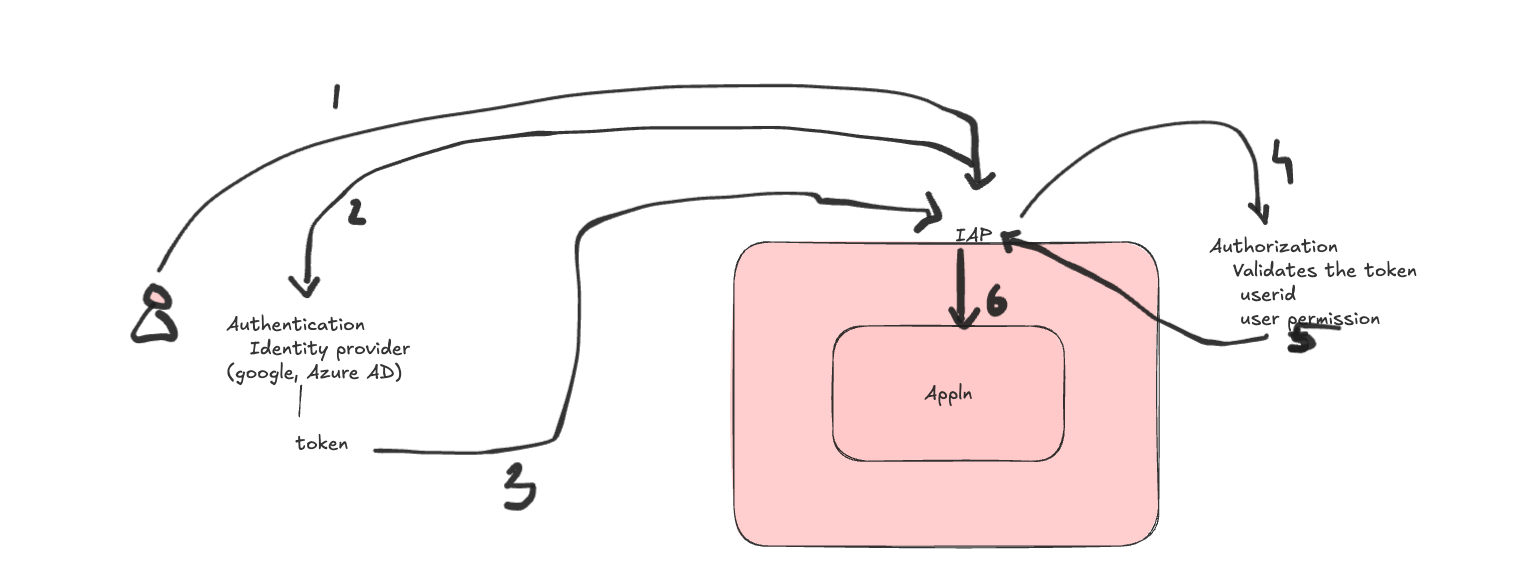 1
2
4
IAP
Authorization
Validates the token
userid
user permission
5
6
Authentication
Identity provider
(google, Azure AD)
Appln
token
3